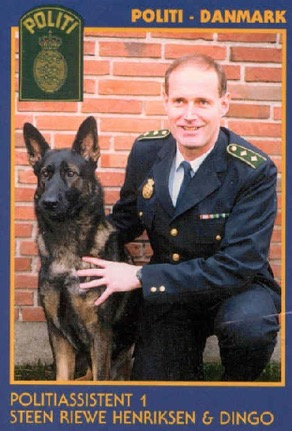 POLITI - DANMARK
POLITI
POLITIASSISTENT 1
STEEN RIEWE HENRIKSEN & DINGO